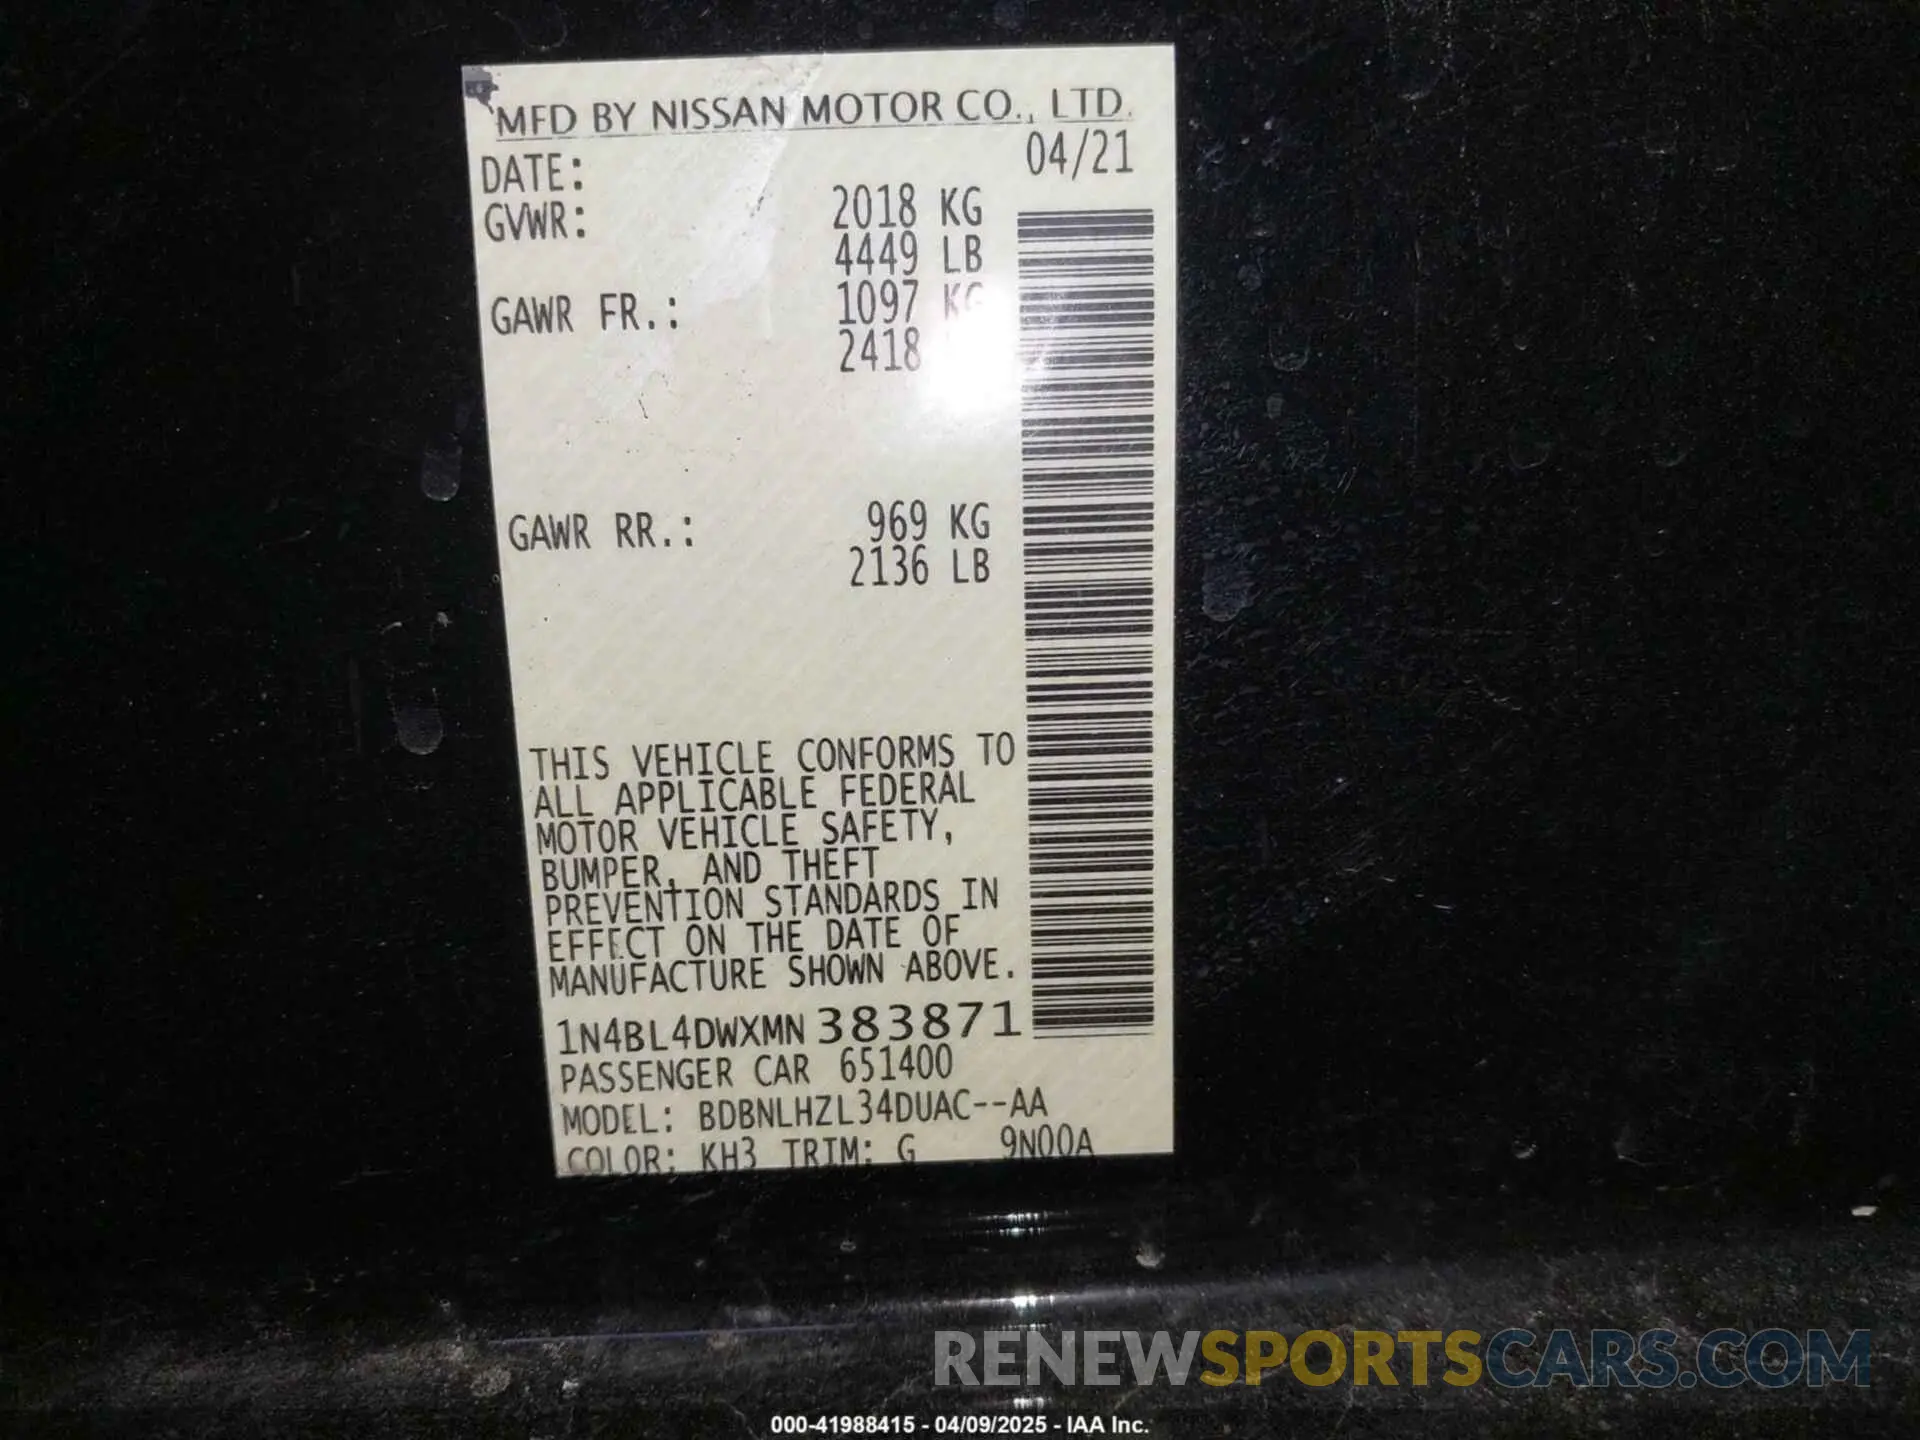 MFD BY NISSAN MOTOR CO., LTD.
DATE: 04/21
GVWR: 2018 KG
4449 LB
GAWR FR.: 1097 KG
2418
GAWR RR.: 969 KG
2136 LB
THIS VEHICLE CONFORMS TO
ALL APPLICABLE FEDERAL
MOTOR VEHICLE SAFETY,
BUMPER, AND THEFT
PREVENTION STANDARDS IN
EFFECT ON THE DATE OF
MANUFACTURE SHOWN ABOVE.
1N4BL4DWXMN383871
PASSENGER CAR 651400
MODEL: BDBNLHZL34DUAC--AA
COLOR: KH3 TRIM: G 9N00A
RENEWSPORTSCARS.COM
000-41988415 - 04/09/2025 - IAA Inc.